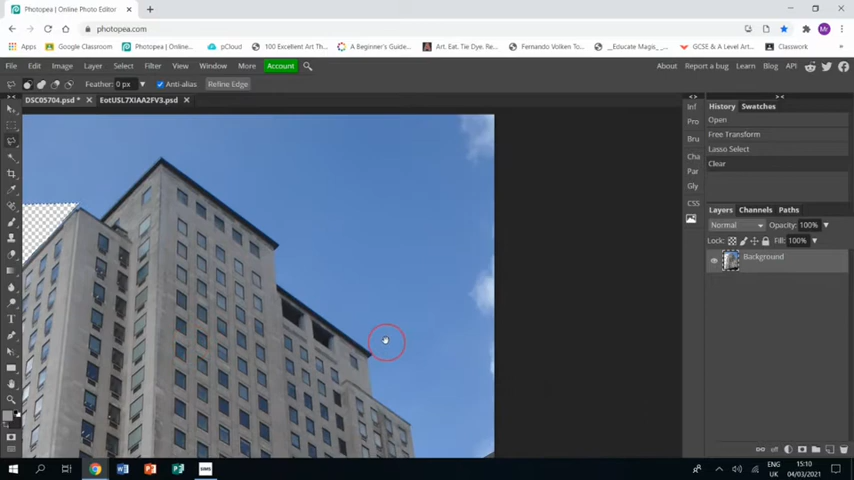 Photopea | Online Photo Editor
photopea.com
Mr
Apps
Google Classroom
Photopea | Online...
pCloud
100 Excellent Art Th...
A Beginner's Guide...
Art. Eat. Tie Dye. Re...
Fernando Volken To...
__Educate Magis_ -...
GCSE & A Level Art...
Classwork
File Edit Image Layer Select Filter View Window More Account
About Report a bug Learn Blog API
Feather: 0 px Anti-alias Refine Edge
DSC05704.psd *
EotUSL7XIAA2FV3.psd
Inf
Pro
Bru
Cha
Par
Gly
CSS
History Swatches
Open
Free Transform
Lasso Select
Clear
Layers Channels Paths
Normal Opacity: 100%
Lock: Fill: 100%
Background
eff
SIMS
ENG
UK
15:10
04/03/2021